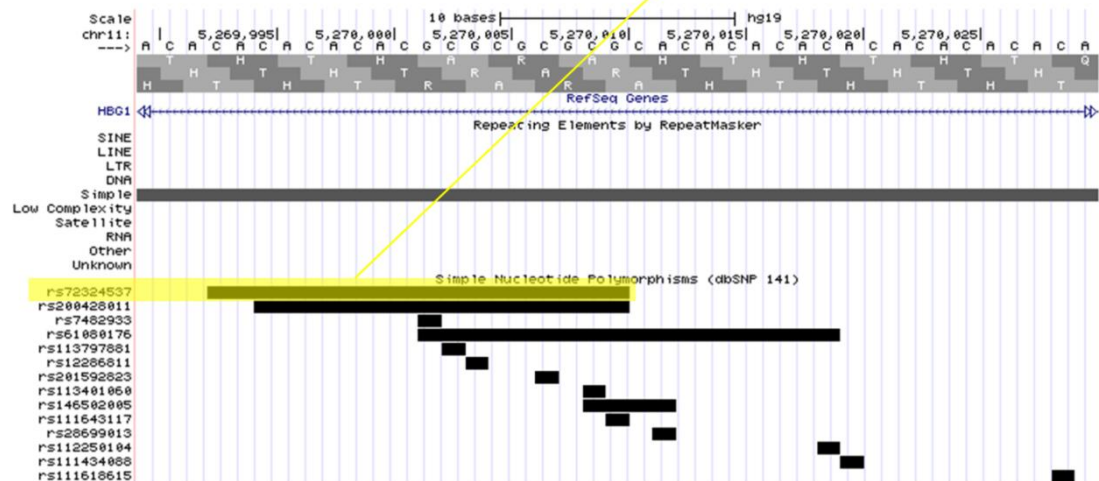 Scale 10 bases hg19
chr11: 5,269,995 5,270,000 5,270,005 5,270,010 5,270,015 5,270,020 5,270,025
---> A C A C A C A C A C A C G C G C G C G C G C A C A C A C A C A C A C A C A C A C A
T H T H A R A H T H T H T Q
H T H T R A R T H T H T H
H T H T R A R A H T H T H T
RefSeq Genes
HBG1
Repeating Elements by RepeatMasker
SINE
LINE
LTR
DNA
Simple
Low Complexity
Satellite
RNA
Other
Unknown
Simple Nucleotide Polymorphisms (dbSNP 141)
rs72324537
rs200428011
rs7482933
rs61080176
rs113797881
rs12286811
rs201592823
rs113401060
rs146502005
rs111643117
rs28699013
rs112250104
rs111434088
rs111618615